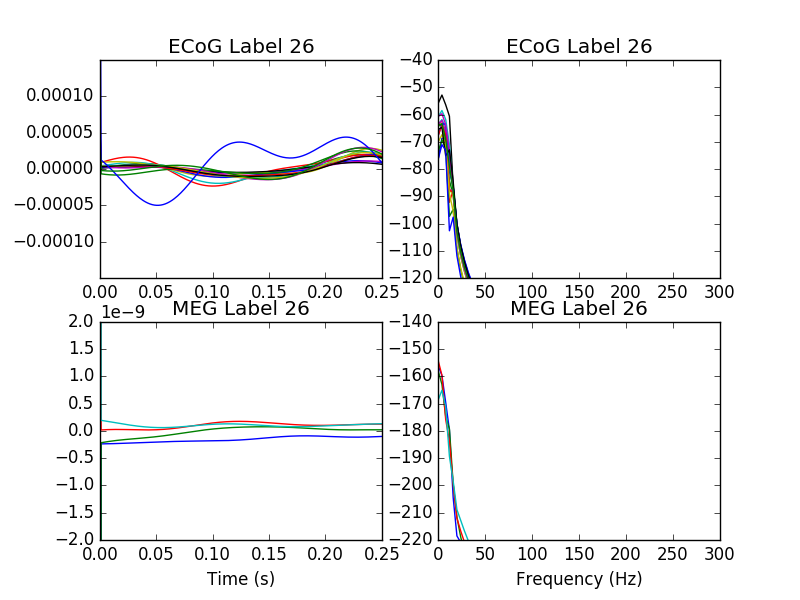 ECoG Label 26
ECoG Label 26
0.00010
0.00005
0.00000
−0.00005
−0.00010
0.00 0.05 0.10 0.15 0.20 0.25
−40
−50
−60
−70
−80
−90
−100
−110
−120
0 50 100 150 200 250 300
1e−9
MEG Label 26
MEG Label 26
2.0
1.5
1.0
0.5
0.0
−0.5
−1.0
−1.5
−2.0
0.00 0.05 0.10 0.15 0.20 0.25
Time (s)
−140
−150
−160
−170
−180
−190
−200
−210
−220
0 50 100 150 200 250 300
Frequency (Hz)